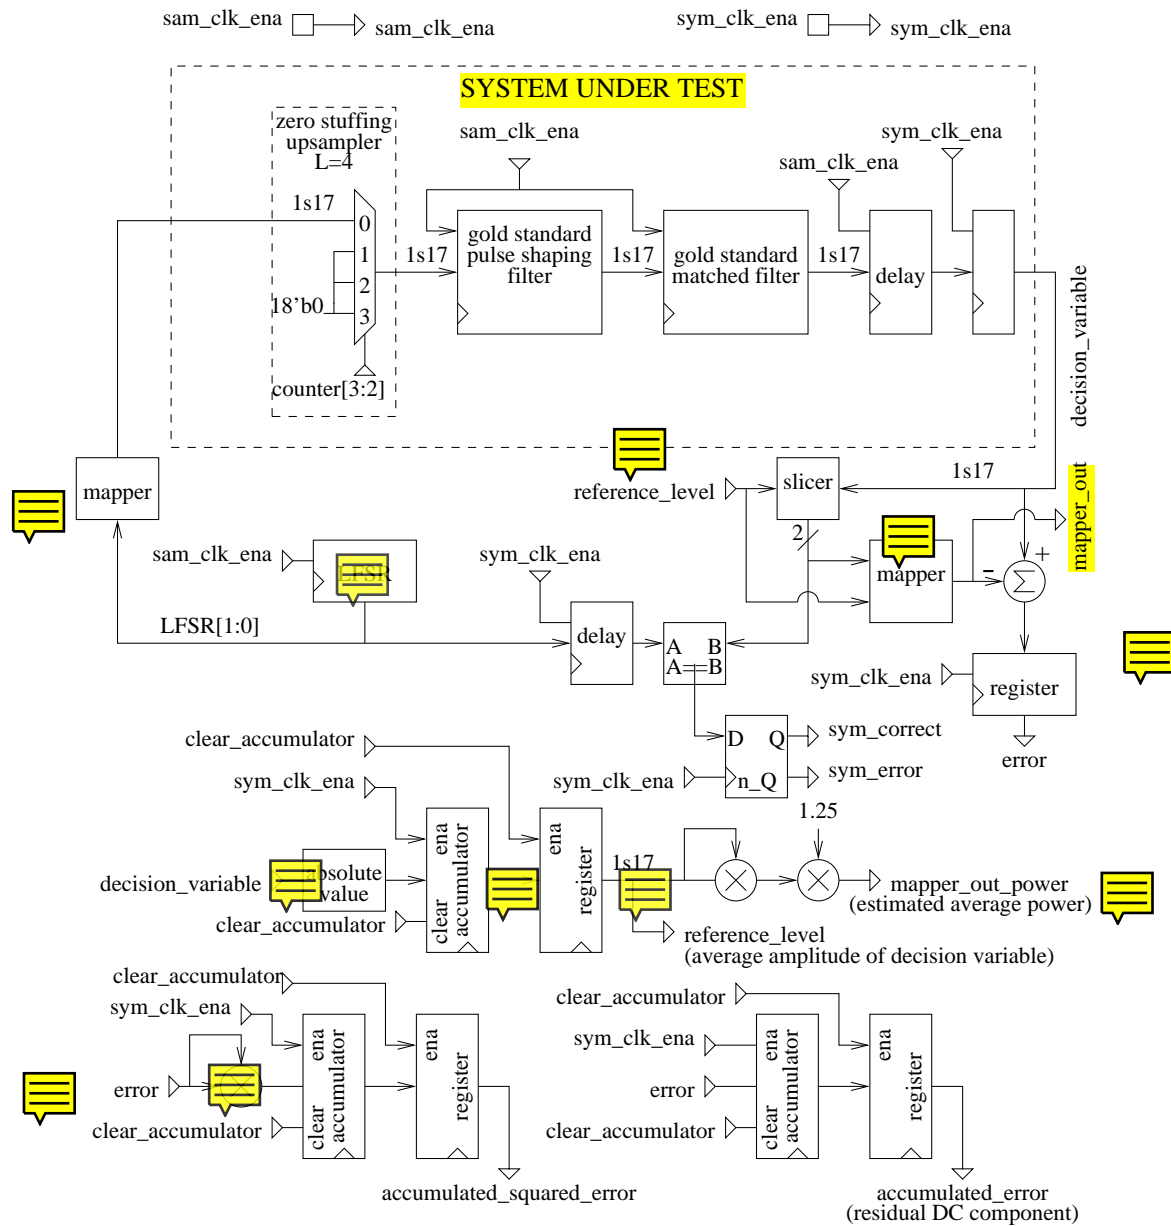 sam_clk_ena
sam_clk_ena
sym_clk_ena
sym_clk_ena
SYSTEM UNDER TEST
zero stuffing
upsampler
L=4
sam_clk_ena
sym_clk_ena
sam_clk_ena
1s17
0
1
2
3
18'b0
counter[3:2]
1s17
gold standard
pulse shaping
filter
1s17
gold standard
matched filter
1s17
delay
decision_variable
mapper
reference_level
slicer
1s17
mapper_out
2
sam_clk_ena
LFSR
sym_clk_ena
mapper
−
+
Σ
LFSR[1:0]
delay
A B
A==B
sym_clk_ena
register
error
clear_accumulator
D Q
sym_correct
sym_clk_ena
n_Q
sym_error
sym_clk_ena
1.25
ena
clear
accumulator
ena
register
1s17
decision_variable
absolute
value
clear_accumulator
mapper_out_power
(estimated average power)
reference_level
(average amplitude of decision variable)
clear_accumulator
sym_clk_ena
ena
clear
accumulator
ena
register
error
clear_accumulator
accumulated_squared_error
clear_accumulator
sym_clk_ena
ena
clear
accumulator
ena
register
error
clear_accumulator
accumulated_error
(residual DC component)